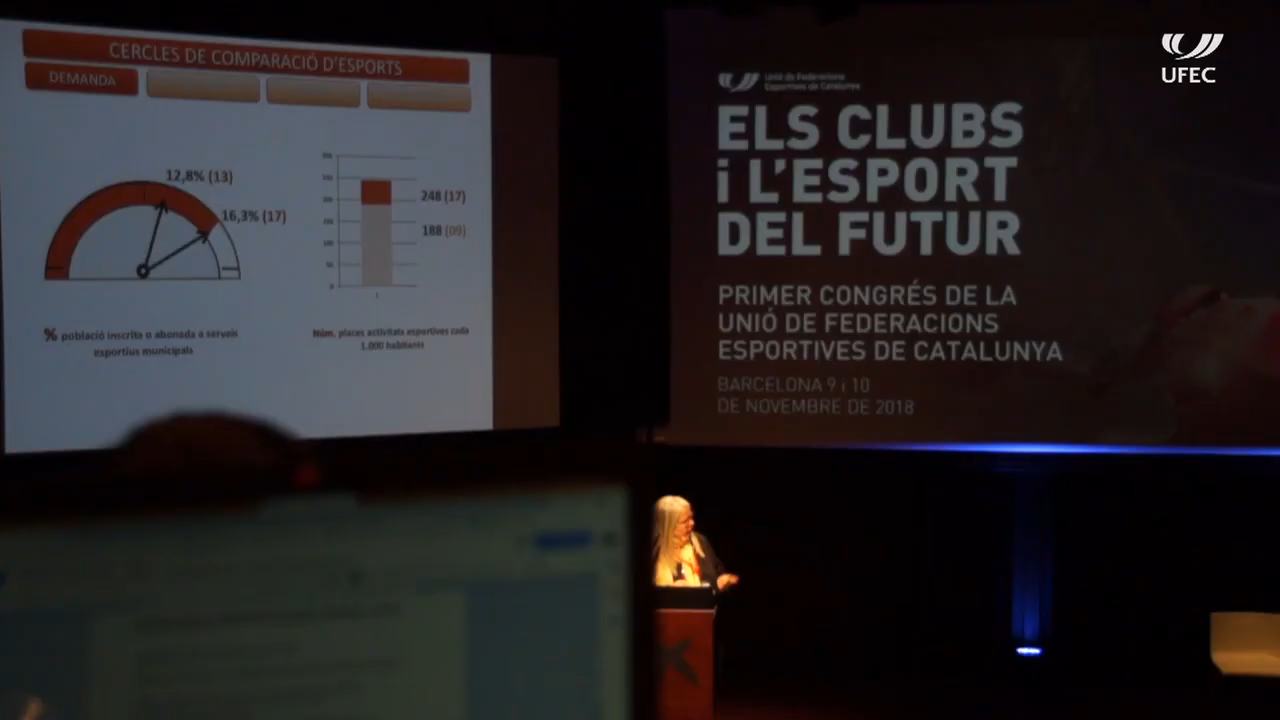 CERCLES DE COMPARACIÓ D'ESPORTS
DEMANDA
12,8% (13)
16,3% (17)
248 (17)
188 (09)
% població inscrita o abonada a serveis
esportius municipals
Núm. places activitats esportives cada
1.000 habitants
Unió de Federacions
Esportives de Catalunya
ELS CLUBS
i L'ESPORT
DEL FUTUR
PRIMER CONGRÉS DE LA
UNIÓ DE FEDERACIONS
ESPORTIVES DE CATALUNYA
BARCELONA 9 i 10
DE NOVEMBRE DE 2018
UFEC